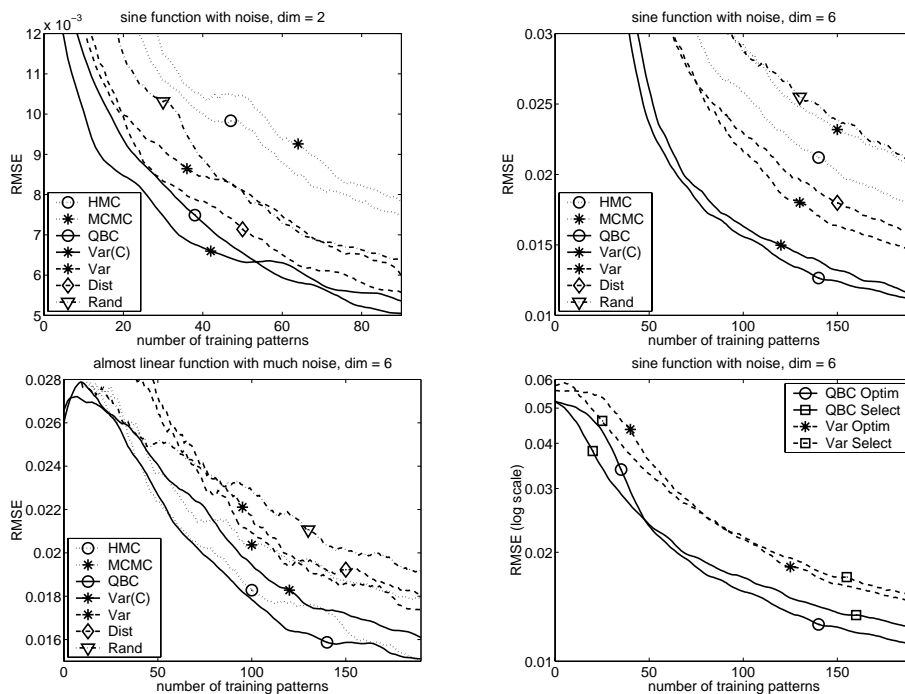 sine function with noise, dim = 2
x 10⁻³
12
11
10
9
8
7
6
5
RMSE
HMC
MCMC
QBC
Var(C)
Var
Dist
Rand
0 20 40 60 80
number of training patterns
sine function with noise, dim = 6
0.03
0.025
0.02
0.015
0.01
RMSE
HMC
MCMC
QBC
Var(C)
Var
Dist
Rand
0 50 100 150
number of training patterns
almost linear function with much noise, dim = 6
0.028
0.026
0.024
0.022
0.02
0.018
0.016
RMSE
HMC
MCMC
QBC
Var(C)
Var
Dist
Rand
0 50 100 150
number of training patterns
sine function with noise, dim = 6
0.06
0.05
0.04
0.03
0.02
0.01
RMSE (log scale)
QBC Optim
QBC Select
Var Optim
Var Select
0 50 100 150
number of training patterns